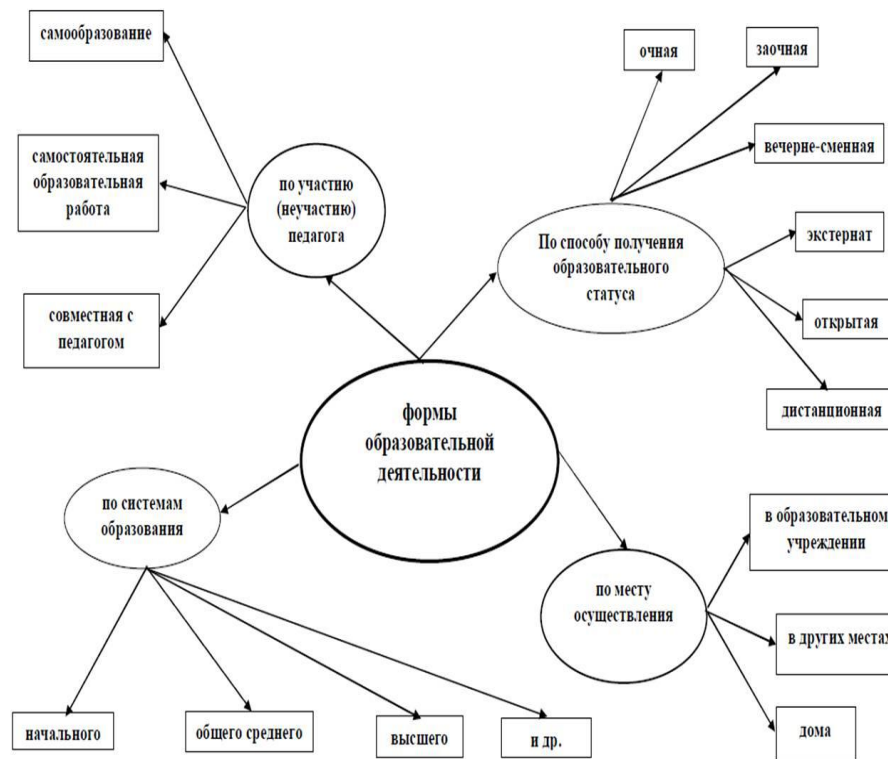 самообразование
самостоятельная
образовательная
работа
совместная с
педагогом
по участию
(неучастию)
педагога
очная
заочная
вечерне-сменная
По способу получения
образовательного
статуса
экстернат
открытая
дистанционная
формы
образовательной
деятельности
по системам
образования
начального
общего среднего
высшего
и др.
по месту
осуществления
в образовательном
учреждении
в других местах
дома